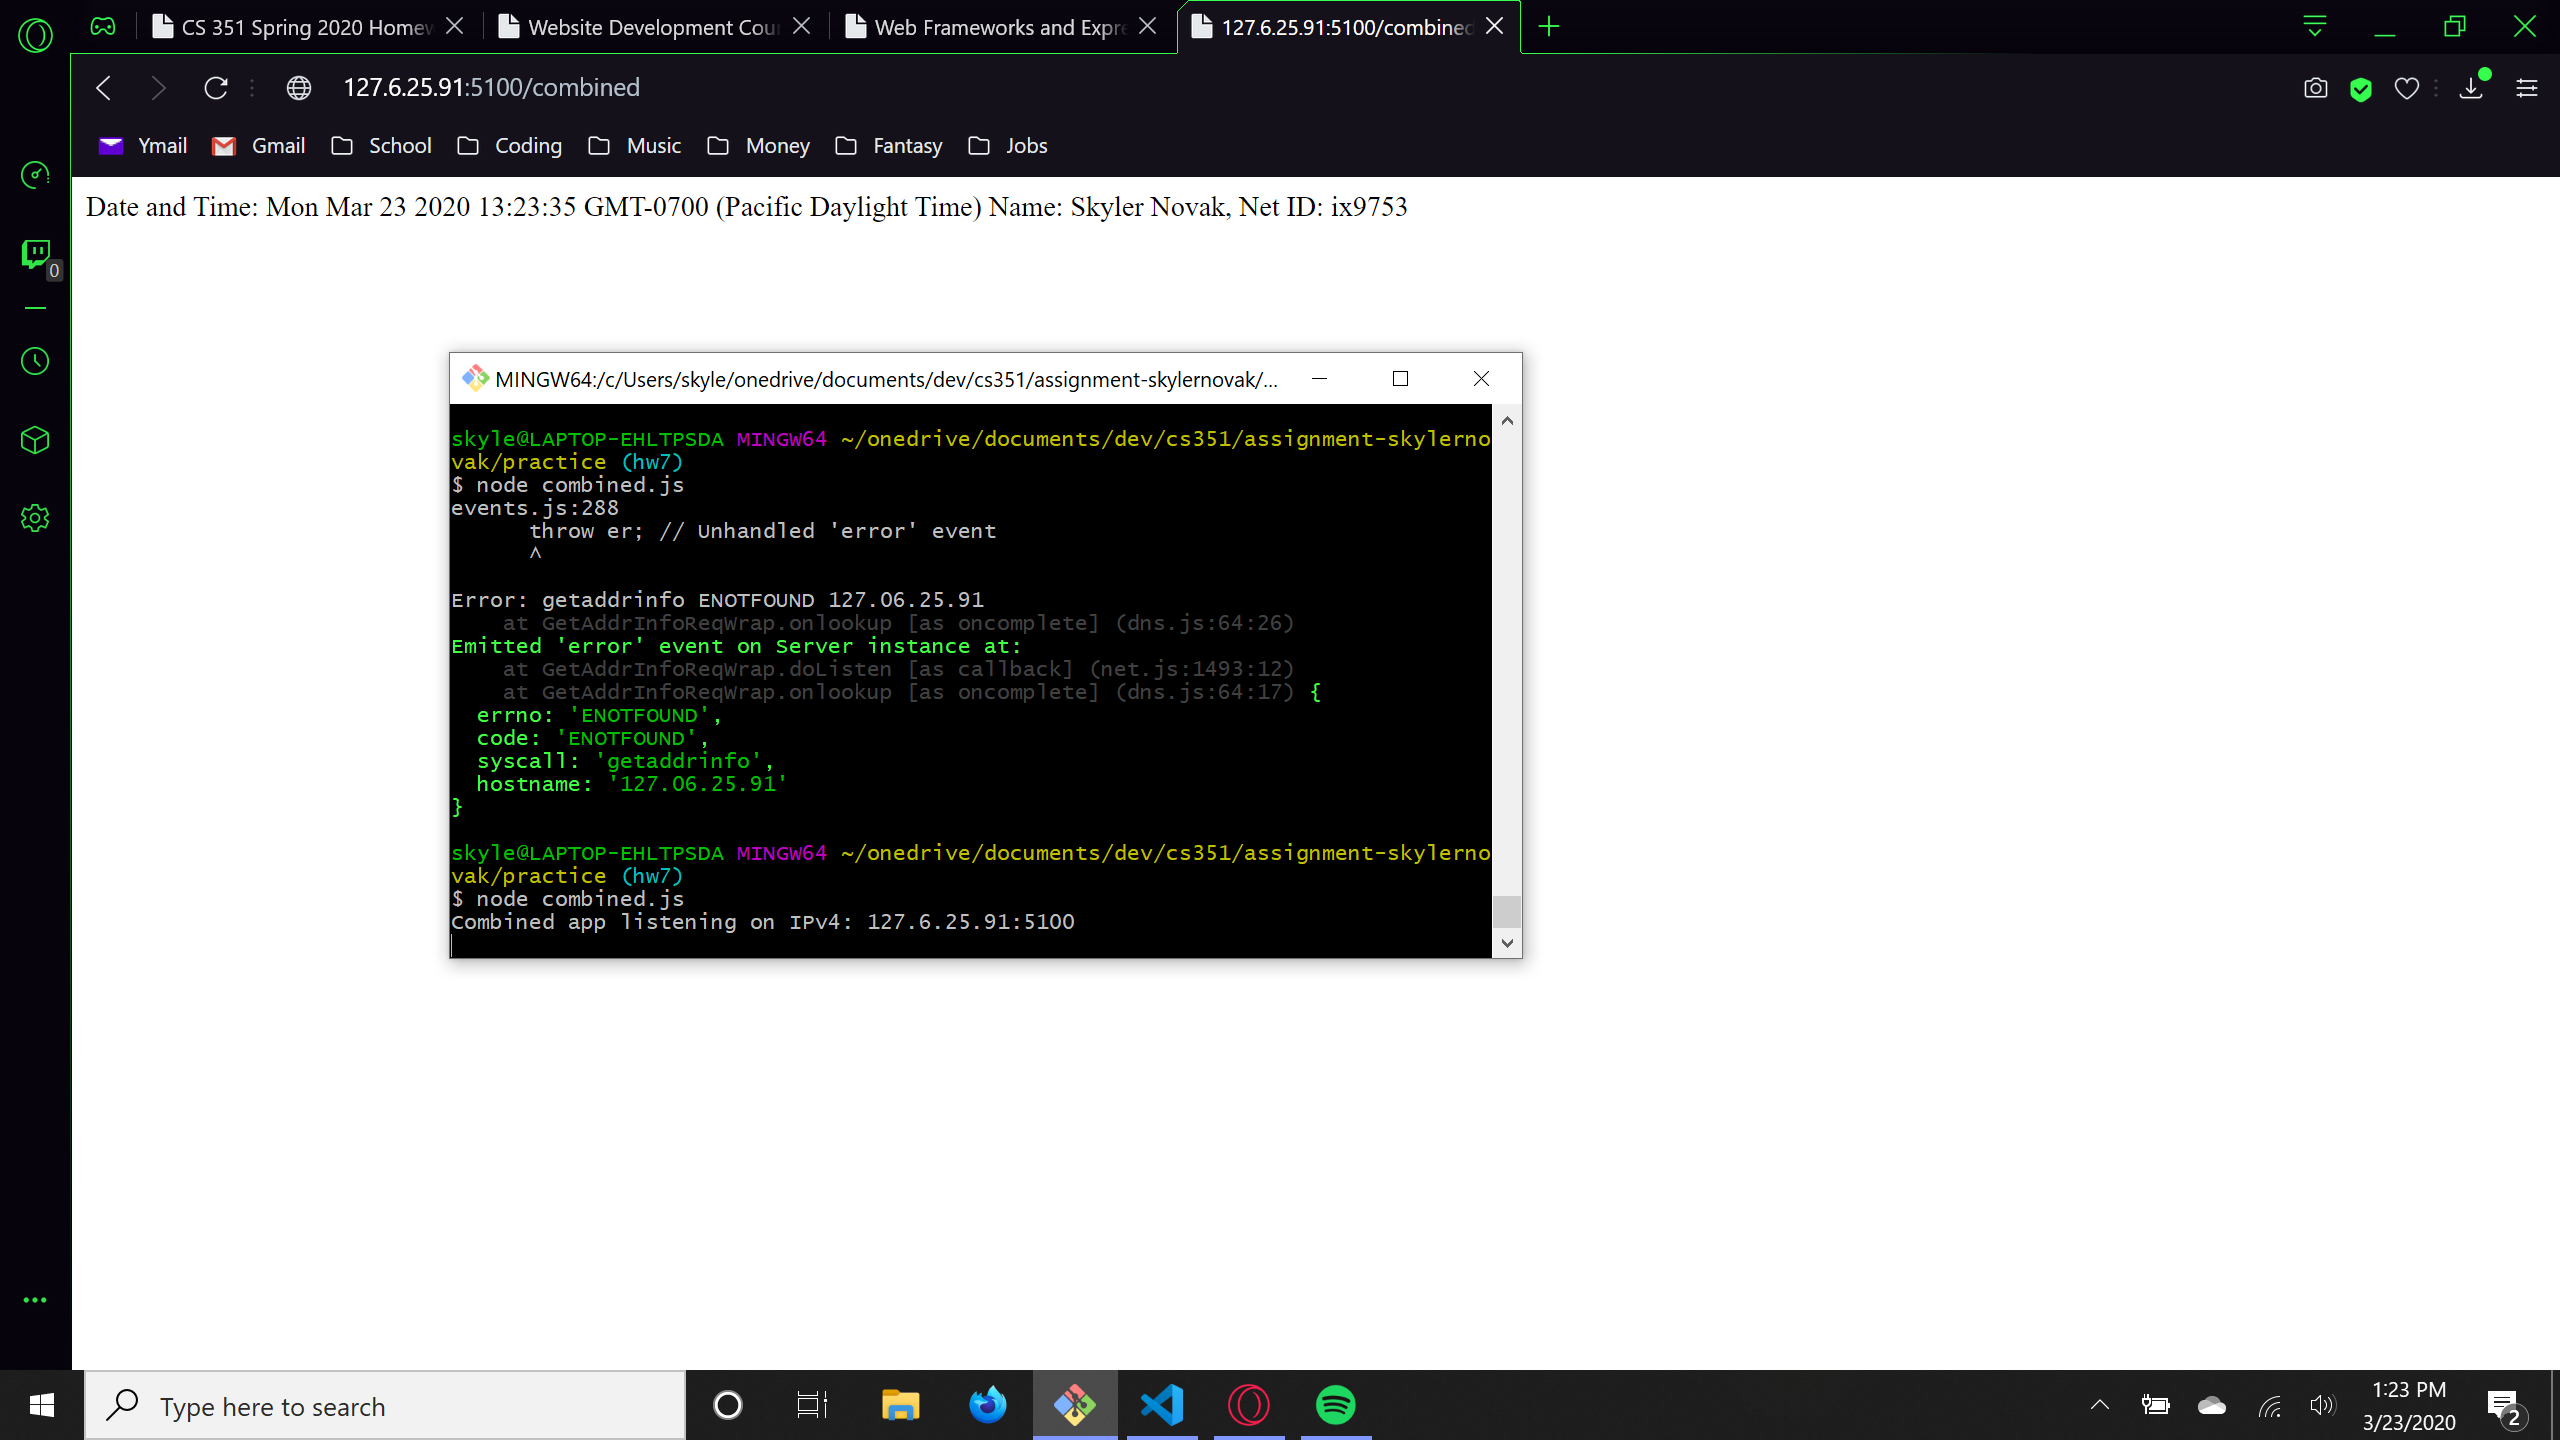 CS 351 Spring 2020 Homew
Website Development Cou
Web Frameworks and Expre
127.6.25.91:5100/combined
127.6.25.91:5100/combined
Ymail Gmail School Coding Music Money Fantasy Jobs
0
Date and Time: Mon Mar 23 2020 13:23:35 GMT-0700 (Pacific Daylight Time) Name: Skyler Novak, Net ID: ix9753
MINGW64:/c/Users/skyle/onedrive/documents/dev/cs351/assignment-skylernovak/...
skyle@LAPTOP-EHLTPSDA MINGW64 ~/onedrive/documents/dev/cs351/assignment-skylerno
vak/practice (hw7)
$ node combined.js
events.js:288
      throw er; // Unhandled 'error' event
      ^
Error: getaddrinfo ENOTFOUND 127.06.25.91
    at GetAddrInfoReqWrap.onlookup [as oncomplete] (dns.js:64:26)
Emitted 'error' event on Server instance at:
    at GetAddrInfoReqWrap.doListen [as callback] (net.js:1493:12)
    at GetAddrInfoReqWrap.onlookup [as oncomplete] (dns.js:64:17) {
  errno: 'ENOTFOUND',
  code: 'ENOTFOUND',
  syscall: 'getaddrinfo',
  hostname: '127.06.25.91'
}
skyle@LAPTOP-EHLTPSDA MINGW64 ~/onedrive/documents/dev/cs351/assignment-skylerno
vak/practice (hw7)
$ node combined.js
Combined app listening on IPv4: 127.6.25.91:5100
Type here to search
1:23 PM
3/23/2020
2